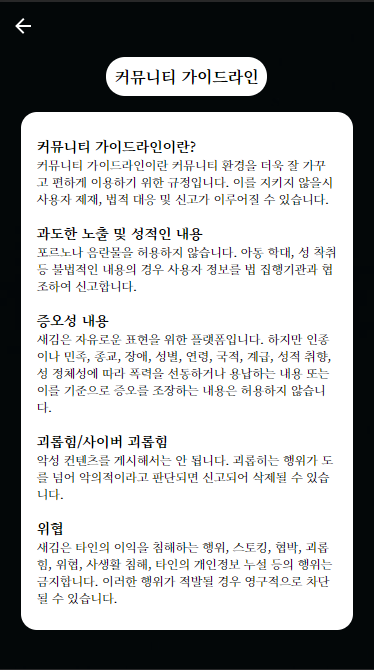 커뮤니티 가이드라인
커뮤니티 가이드라인이란?
커뮤니티 가이드라인이란 커뮤니티 환경을 더욱 잘 가꾸
고 편하게 이용하기 위한 규정입니다. 이를 지키지 않을시
사용자 제재, 법적 대응 및 신고가 이루어질 수 있습니다.
과도한 노출 및 성적인 내용
포르노나 음란물을 허용하지 않습니다. 아동 학대, 성 착취
등 불법적인 내용의 경우 사용자 정보를 법 집행기관과 협
조하여 신고합니다.
증오성 내용
새김은 자유로운 표현을 위한 플랫폼입니다. 하지만 인종
이나 민족, 종교, 장애, 성별, 연령, 국적, 계급, 성적 취향,
성 정체성에 따라 폭력을 선동하거나 용납하는 내용 또는
이를 기준으로 증오를 조장하는 내용은 허용하지 않습니
다.
괴롭힘/사이버 괴롭힘
악성 컨텐츠를 게시해서는 안 됩니다. 괴롭히는 행위가 도
를 넘어 악의적이라고 판단되면 신고되어 삭제될 수 있습
니다.
위협
새김은 타인의 이익을 침해하는 행위, 스토킹, 협박, 괴롭
힘, 위협, 사생활 침해, 타인의 개인정보 누설 등의 행위는
금지합니다. 이러한 행위가 적발될 경우 영구적으로 차단
될 수 있습니다.